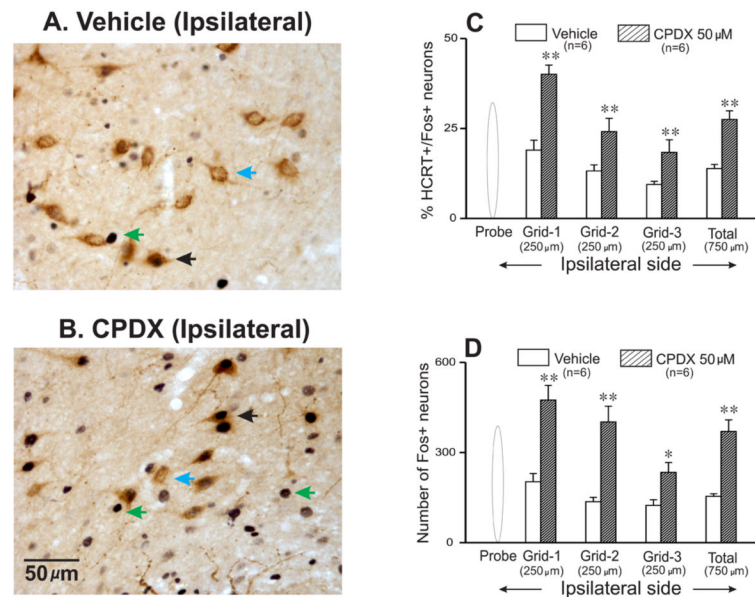 A. Vehicle (Ipsilateral)
B. CPDX (Ipsilateral)
50 µm
C
Vehicle
(n=6)
CPDX 50 µM
(n=6)
% HCRT+/Fos+ neurons
50
25
0
**
**
**
**
Probe
Grid-1
(250 µm)
Grid-2
(250 µm)
Grid-3
(250 µm)
Total
(750 µm)
Ipsilateral side
D
Vehicle
(n=6)
CPDX 50 µM
(n=6)
Number of Fos+ neurons
600
300
0
**
**
*
**
Probe
Grid-1
(250 µm)
Grid-2
(250 µm)
Grid-3
(250 µm)
Total
(750 µm)
Ipsilateral side